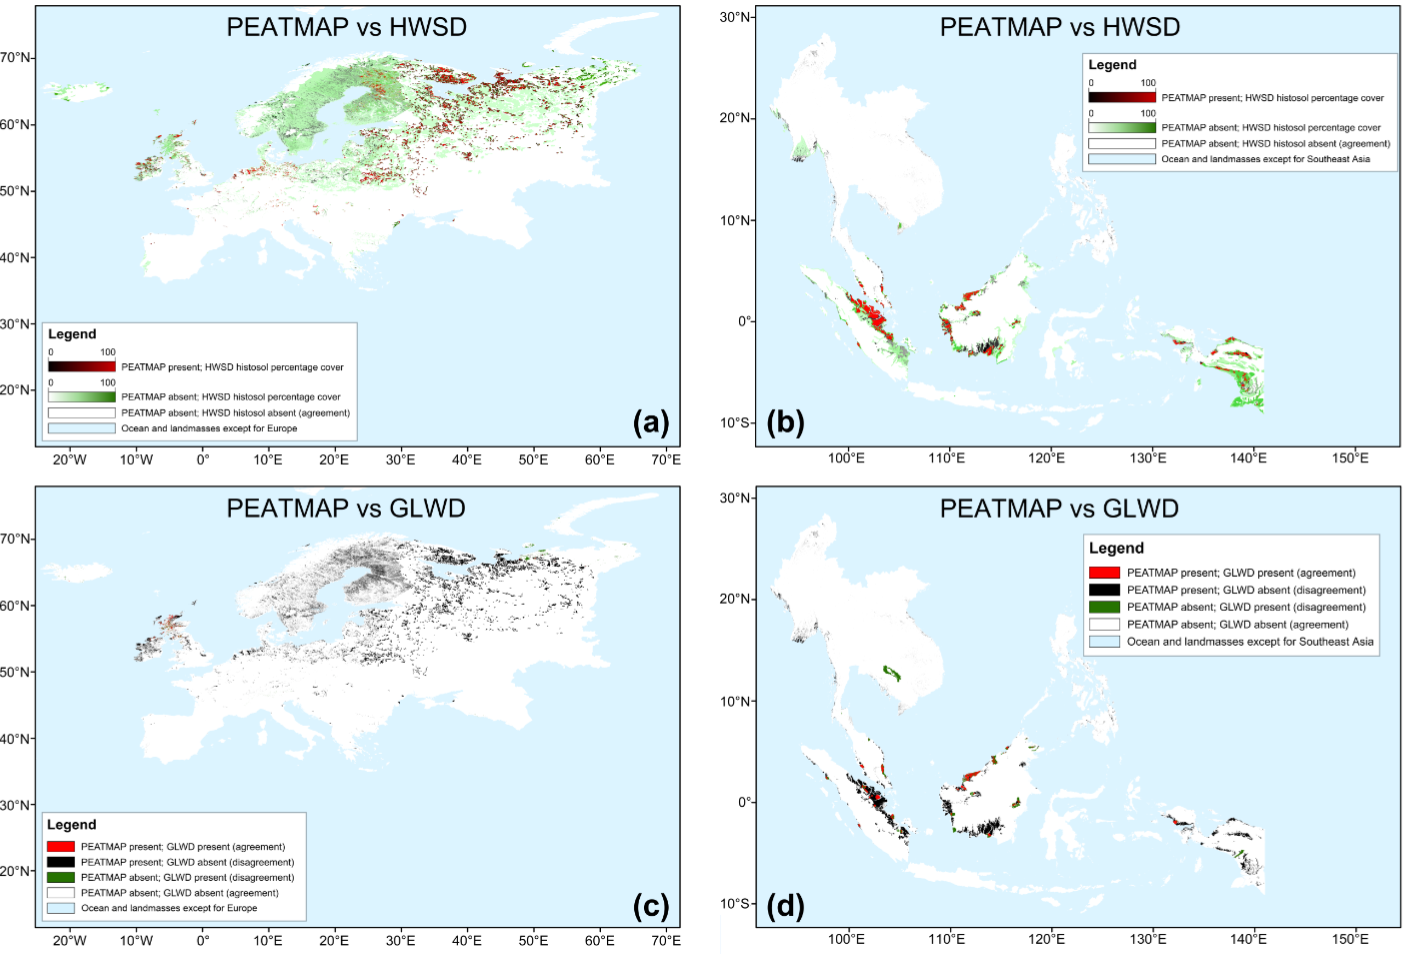 PEATMAP vs HWSD
70°N
60°N
50°N
40°N
30°N
20°N
Legend
0 100
PEATMAP present; HWSD histosol percentage cover
0 100
PEATMAP absent; HWSD histosol percentage cover
PEATMAP absent; HWSD histosol absent (agreement)
Ocean and landmasses except for Europe
(a)
20°W 10°W 0° 10°E 20°E 30°E 40°E 50°E 60°E 70°E
PEATMAP vs HWSD
30°N
20°N
10°N
0°
10°S
Legend
0 100
PEATMAP present; HWSD histosol percentage cover
0 100
PEATMAP absent; HWSD histosol percentage cover
PEATMAP absent; HWSD histosol absent (agreement)
Ocean and landmasses except for Southeast Asia
(b)
100°E 110°E 120°E 130°E 140°E 150°E
PEATMAP vs GLWD
70°N
60°N
50°N
40°N
30°N
20°N
Legend
PEATMAP present; GLWD present (agreement)
PEATMAP present; GLWD absent (disagreement)
PEATMAP absent; GLWD present (disagreement)
PEATMAP absent; GLWD absent (agreement)
Ocean and landmasses except for Europe
(c)
20°W 10°W 0° 10°E 20°E 30°E 40°E 50°E 60°E 70°E
PEATMAP vs GLWD
30°N
20°N
10°N
0°
10°S
Legend
PEATMAP present; GLWD present (agreement)
PEATMAP present; GLWD absent (disagreement)
PEATMAP absent; GLWD present (disagreement)
PEATMAP absent; GLWD absent (agreement)
Ocean and landmasses except for Southeast Asia
(d)
100°E 110°E 120°E 130°E 140°E 150°E